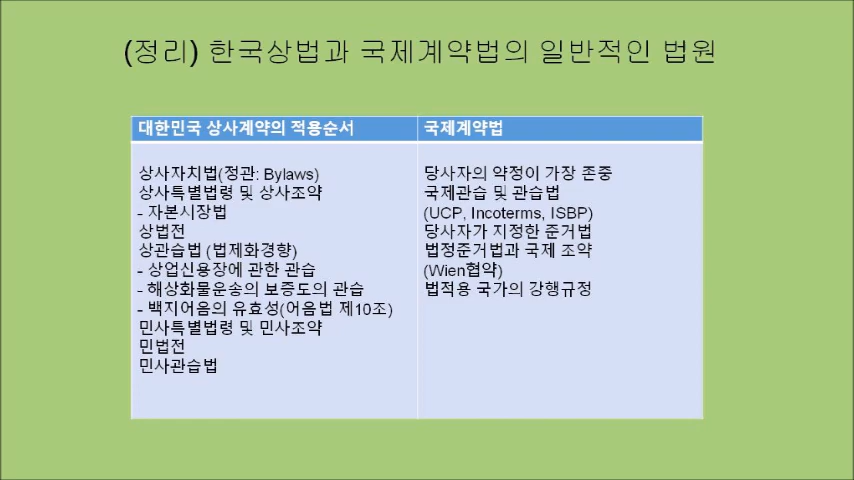 (정리) 한국상법과 국제계약법의 일반적인 법원
대한민국 상사계약의 적용순서
상사자치법(정관: Bylaws)
상사특별법령 및 상사조약
- 자본시장법
상법전
상관습법 (법제화경향)
- 상업신용장에 관한 관습
- 해상화물운송의 보증도의 관습
- 백지어음의 유효성(어음법 제10조)
민사특별법령 및 민사조약
민법전
민사관습법
국제계약법
당사자의 약정이 가장 존중
국제관습 및 관습법
(UCP, Incoterms, ISBP)
당사자가 지정한 준거법
법정준거법과 국제 조약
(Wien협약)
법적용 국가의 강행규정